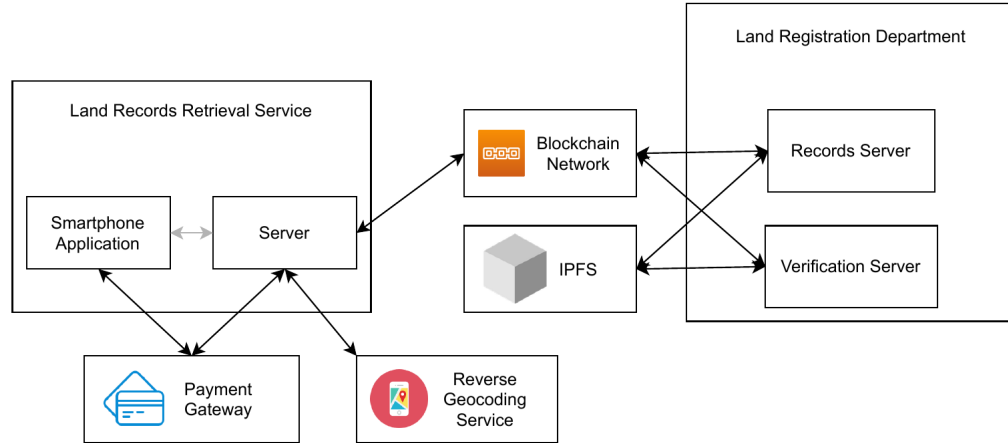 Land Registration Department
Land Records Retrieval Service
Blockchain
Network
Records Server
Smartphone
Application
Server
IPFS
Verification Server
Payment
Gateway
Reverse
Geocoding
Service